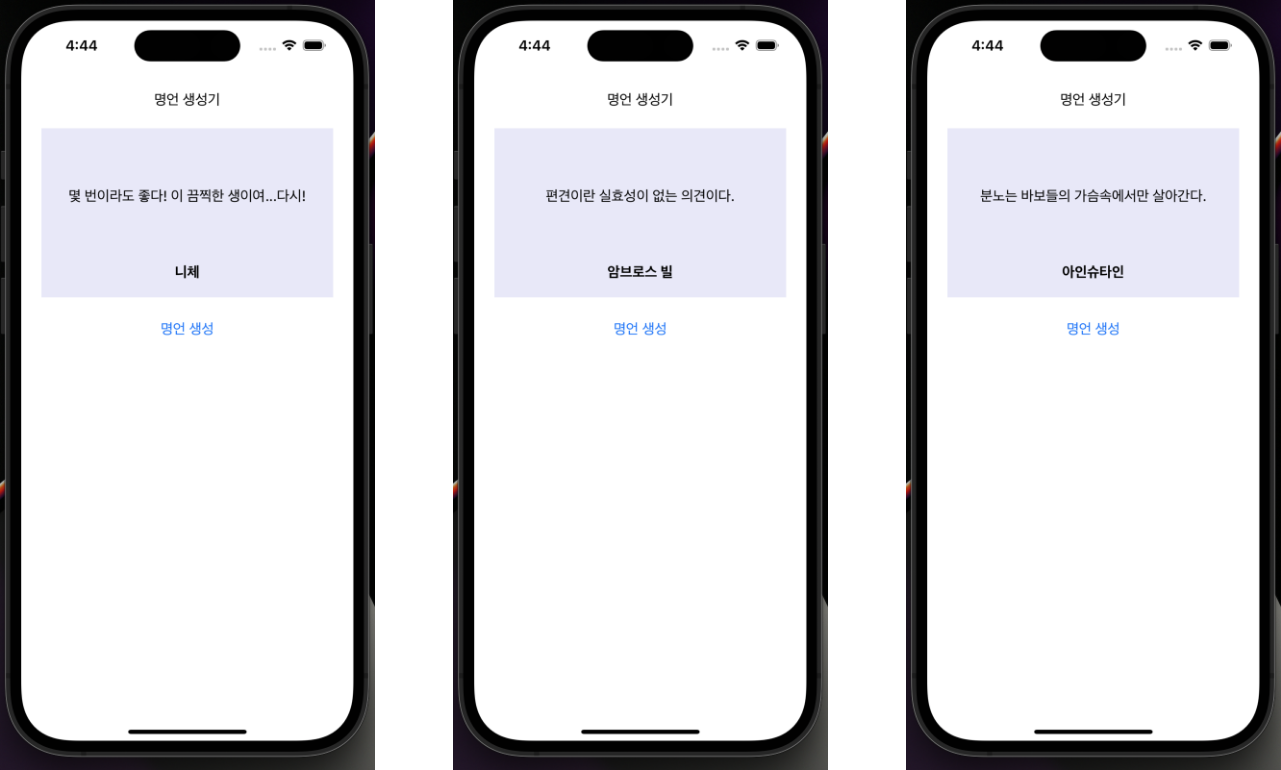 4:44
명언 생성기
몇 번이라도 좋다! 이 끔찍한 생이여...다시!
니체
명언 생성
4:44
명언 생성기
편견이란 실효성이 없는 의견이다.
암브로스 빌
명언 생성
4:44
명언 생성기
분노는 바보들의 가슴속에서만 살아간다.
아인슈타인
명언 생성